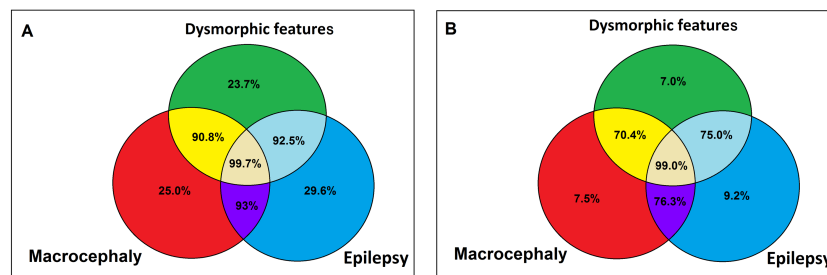 A
Dysmorphic features
23.7%
90.8%
92.5%
99.7%
25.0%
93%
29.6%
Macrocephaly
Epilepsy
B
Dysmorphic features
7.0%
70.4%
75.0%
99.0%
7.5%
76.3%
9.2%
Macrocephaly
Epilepsy